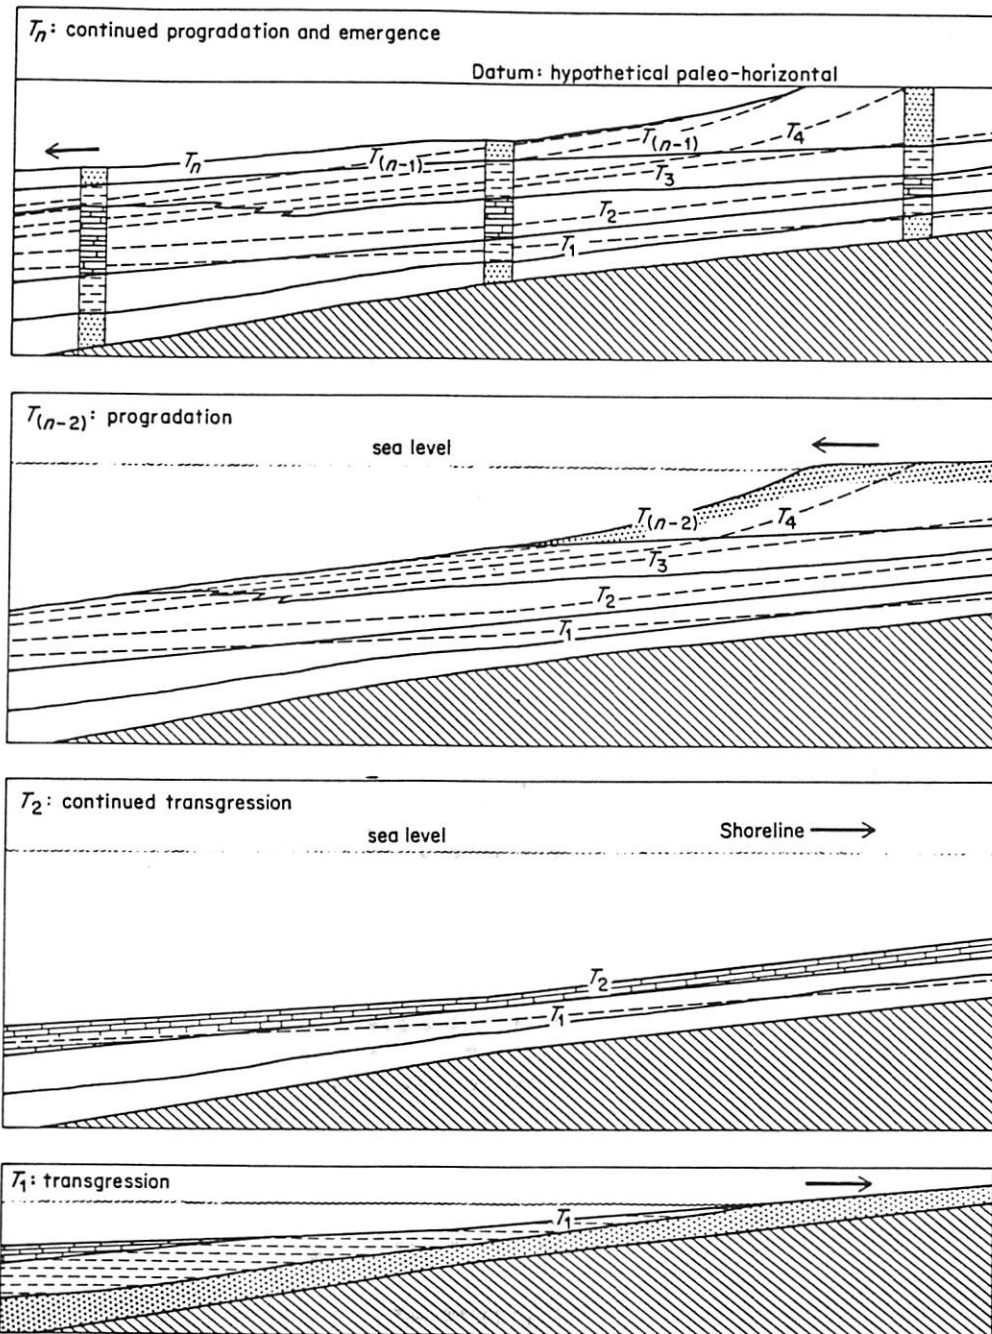 Tn: continued progradation and emergence
Datum: hypothetical paleo-horizontal
Tn
T(n-1)
T(n-1)
T4
T3
T2
T1
T(n-2): progradation
sea level
T(n-2)
T4
T3
T2
T1
T2: continued transgression
sea level
Shoreline
T2
T1
T1: transgression
T1